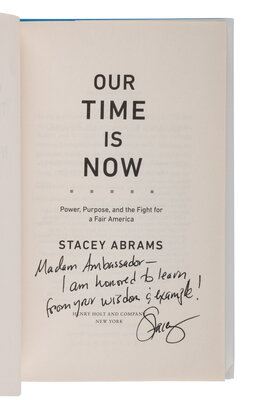 OUR
TIME
IS
NOW
Power, Purpose, and the Fight for
a Fair America
STACEY ABRAMS
Madam Ambassador—
I am honored to learn
from your wisdom & example!
HENRY HOLT AND COMPANY
NEW YORK
Stacey